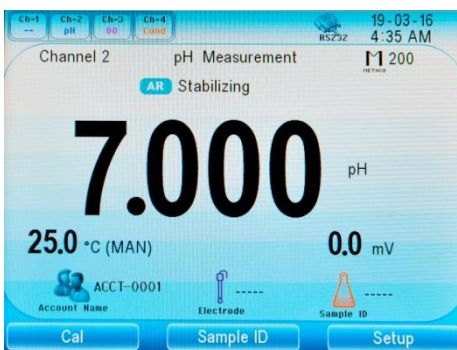 Ch-1 Ch-2 Ch-3 Ch-4
-- pH DO Cond
RS232
19-03-16
4:35 AM
Channel 2 pH Measurement M 200
METHIS
AR Stabilizing
7.000 pH
25.0 °C (MAN) 0.0 mV
ACCT-0001 ----- -----
Account Name Electrode Sample ID
Cal Sample ID Setup